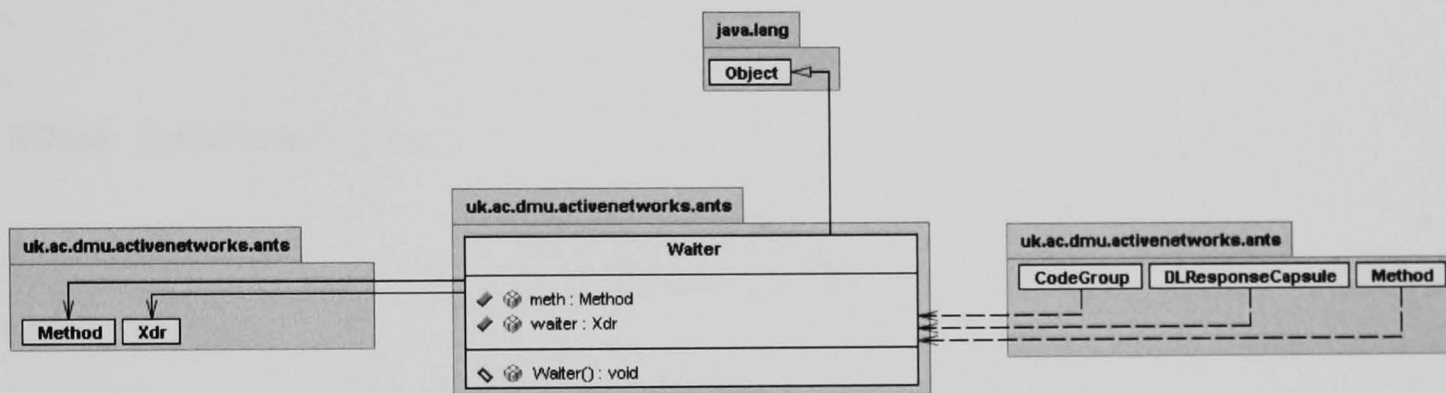 java.lang
Object
uk.ac.dmu.activenetworks.ants
Waiter
meth : Method
waiter : Xdr
Waiter() : void
uk.ac.dmu.activenetworks.ants
Method
Xdr
uk.ac.dmu.activenetworks.ants
CodeGroup
DLResponseCapsule
Method